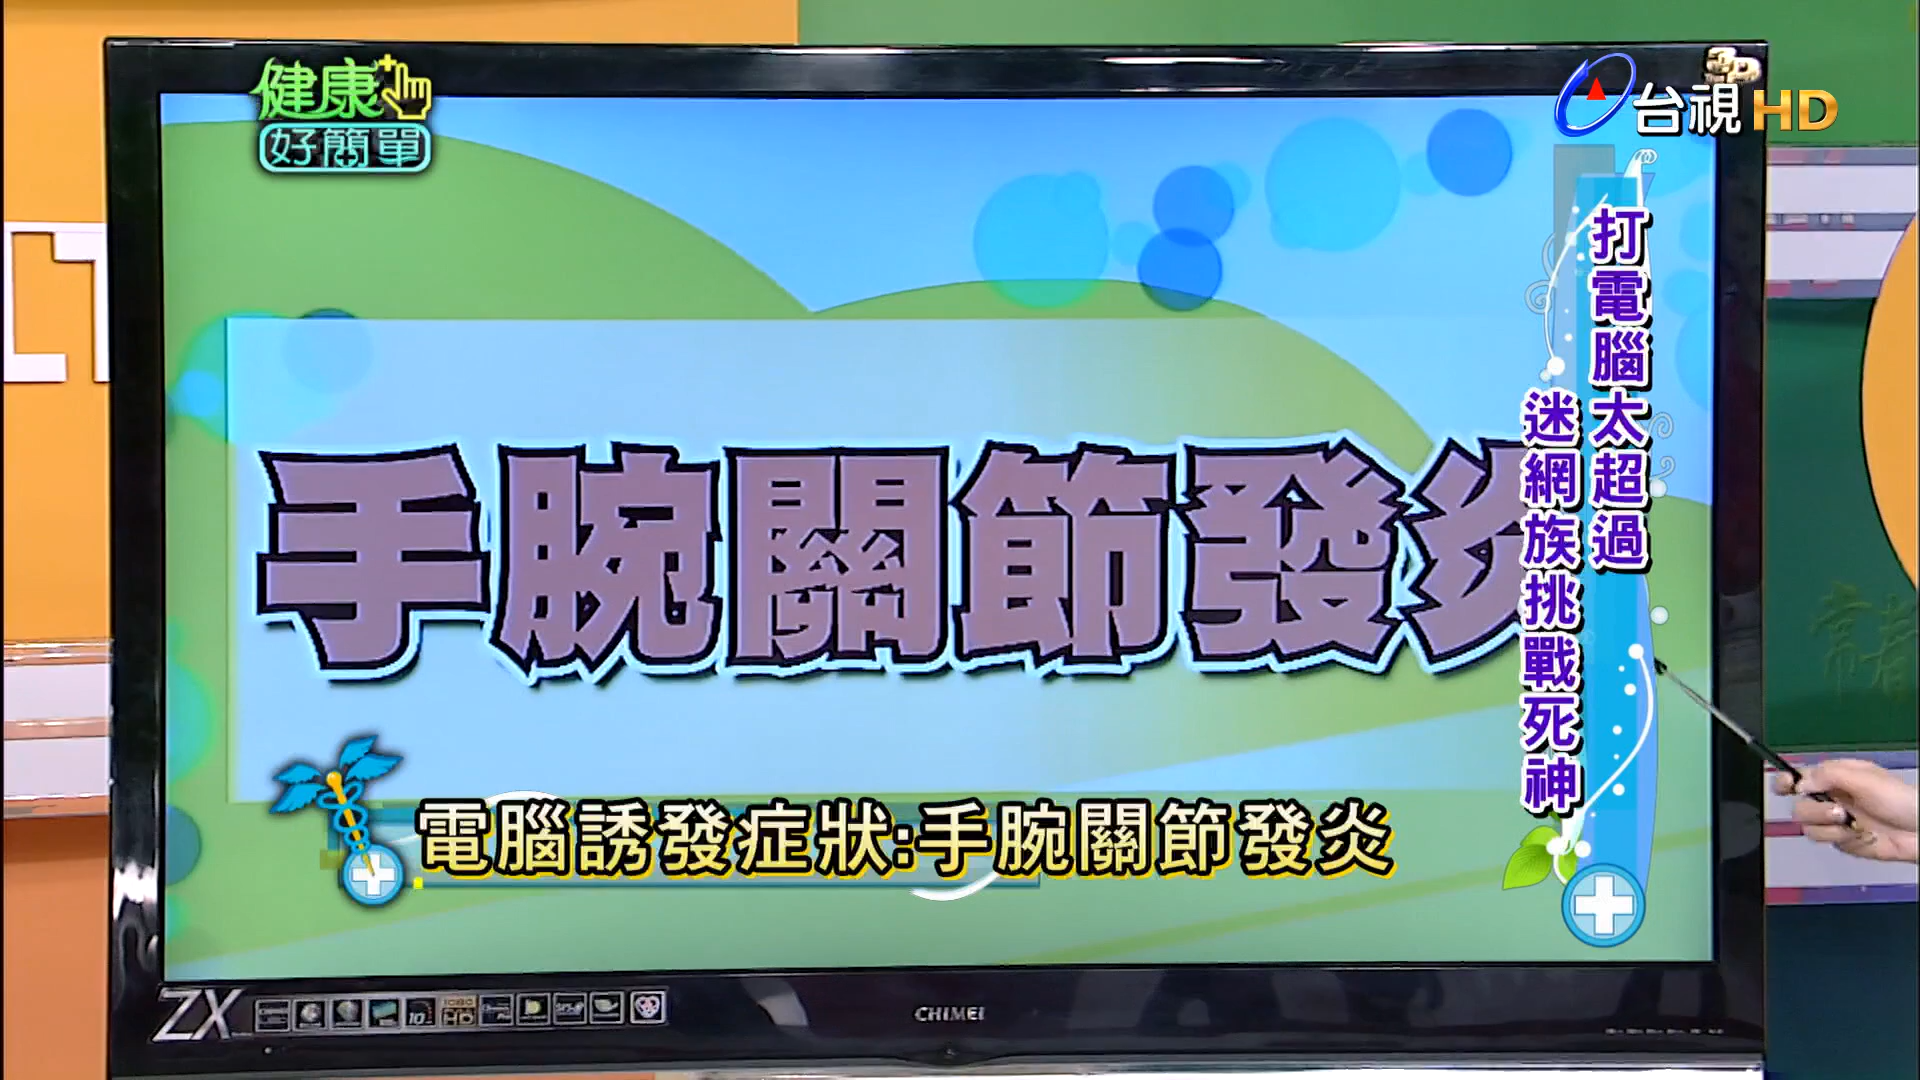 健康
好簡單
台視HD
3D
打電腦太超過
迷網族挑戰死神
手腕關節發炎
電腦誘發症狀:手腕關節發炎
ZX
CHIMEI